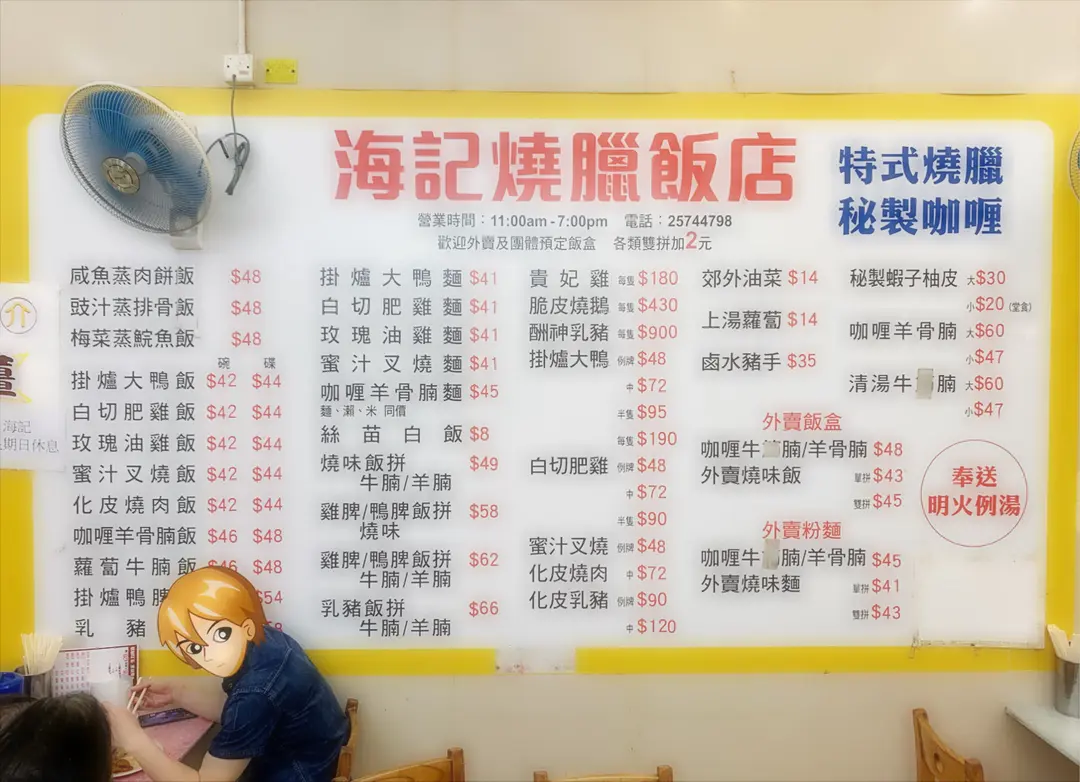 海記燒臘飯店
特式燒臘
秘製咖喱
營業時間：11:00am - 7:00pm 電話：25744798
歡迎外賣及團體預定飯盒 各類雙拼加2元
咸魚蒸肉餅飯 $48
豉汁蒸排骨飯 $48
梅菜蒸鯇魚飯 $48
碗 碟
掛爐大鴨飯 $42 $44
白切肥雞飯 $42 $44
玫瑰油雞飯 $42 $44
蜜汁叉燒飯 $42 $44
化皮燒肉飯 $42 $44
咖喱羊骨腩飯 $46 $48
蘿蔔牛腩飯 $46 $48
掛爐鴨脾 $54
乳豬
掛爐大鴨麵 $41
白切肥雞麵 $41
玫瑰油雞麵 $41
蜜汁叉燒麵 $41
咖喱羊骨腩麵 $45
麵、瀨、米 同價
絲苗白飯 $8
燒味飯拼 $49
牛腩/羊腩
雞脾/鴨脾飯拼 $58
燒味
雞脾/鴨脾飯拼 $62
牛腩/羊腩
乳豬飯拼 $66
牛腩/羊腩
貴妃雞 每隻 $180
脆皮燒鵝 每隻 $430
酬神乳豬 每隻 $900
掛爐大鴨 例牌 $48
中 $72
半隻 $95
每隻 $190
白切肥雞 例牌 $48
中 $72
半隻 $90
蜜汁叉燒 例牌 $48
化皮燒肉 中 $72
化皮乳豬 例牌 $90
中 $120
郊外油菜 $14
上湯蘿蔔 $14
鹵水豬手 $35
秘製蝦子柚皮 大$30
小$20 (堂食)
咖喱羊骨腩 大$60
小$47
清湯牛 腩 大$60
小$47
外賣飯盒
咖喱牛 腩/羊骨腩 $48
外賣燒味飯 單拼 $43
雙拼 $45
外賣粉麵
咖喱牛 腩/羊骨腩 $45
外賣燒味麵 單拼 $41
雙拼 $43
奉送
明火例湯
介
海記
期日休息